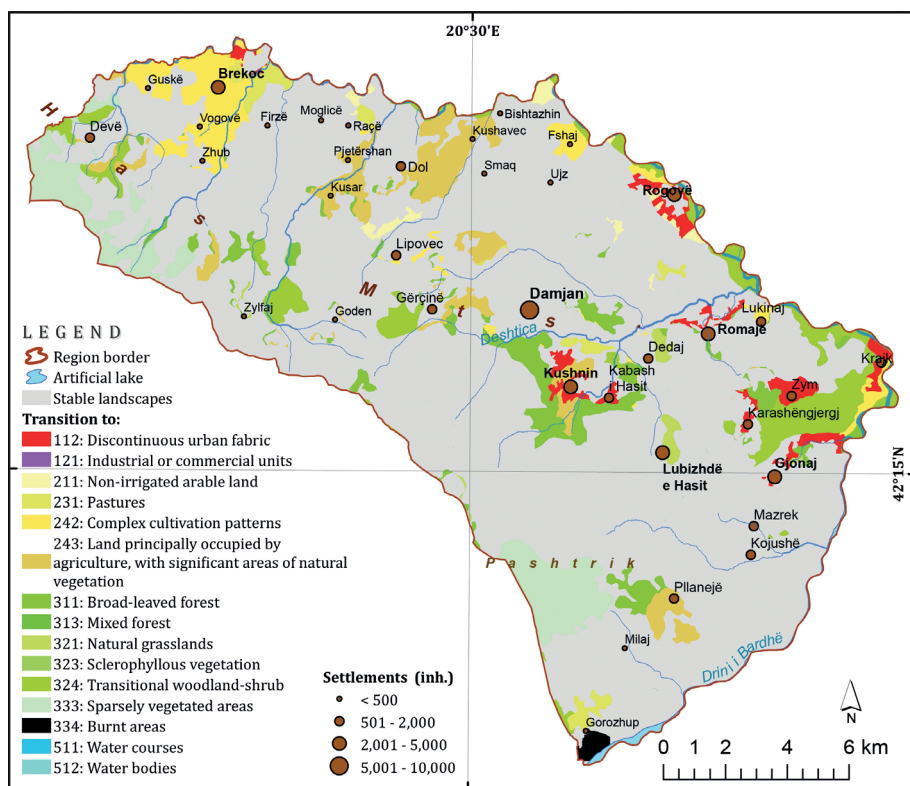 20°30'E
Brekoc
Guskë
Vogovë
Firzë
Moglicë
Raçë
Bishtazhin
Kushavec
Fshaj
H a s
Devë
Zhub
Pjetërshan
Dol
Smaq
Ujz
Kusar
Rogovë
Lipovec
M t s
Damjan
Gërçinë
Zylfaj
Goden
Deshtica
Lukinaj
Romajë
Dedaj
Krajk
Kushnin
Kabash
i Hasit
Zym
Karashëngjergj
Lubizhdë
e Hasit
Gjonaj
42°15'N
Mazrek
Kojushë
Pashtrik
Pllanejë
Milaj
Drini i Bardhë
Gorozhup
LEGEND
Region border
Artificial lake
Stable landscapes
Transition to:
112: Discontinuous urban fabric
121: Industrial or commercial units
211: Non-irrigated arable land
231: Pastures
242: Complex cultivation patterns
243: Land principally occupied by
agriculture, with significant areas of natural
vegetation
311: Broad-leaved forest
313: Mixed forest
321: Natural grasslands
323: Sclerophyllous vegetation
324: Transitional woodland-shrub
333: Sparsely vegetated areas
334: Burnt areas
511: Water courses
512: Water bodies
Settlements (inh.)
< 500
501 - 2,000
2,001 - 5,000
5,001 - 10,000
N
0 1 2 4 6 km